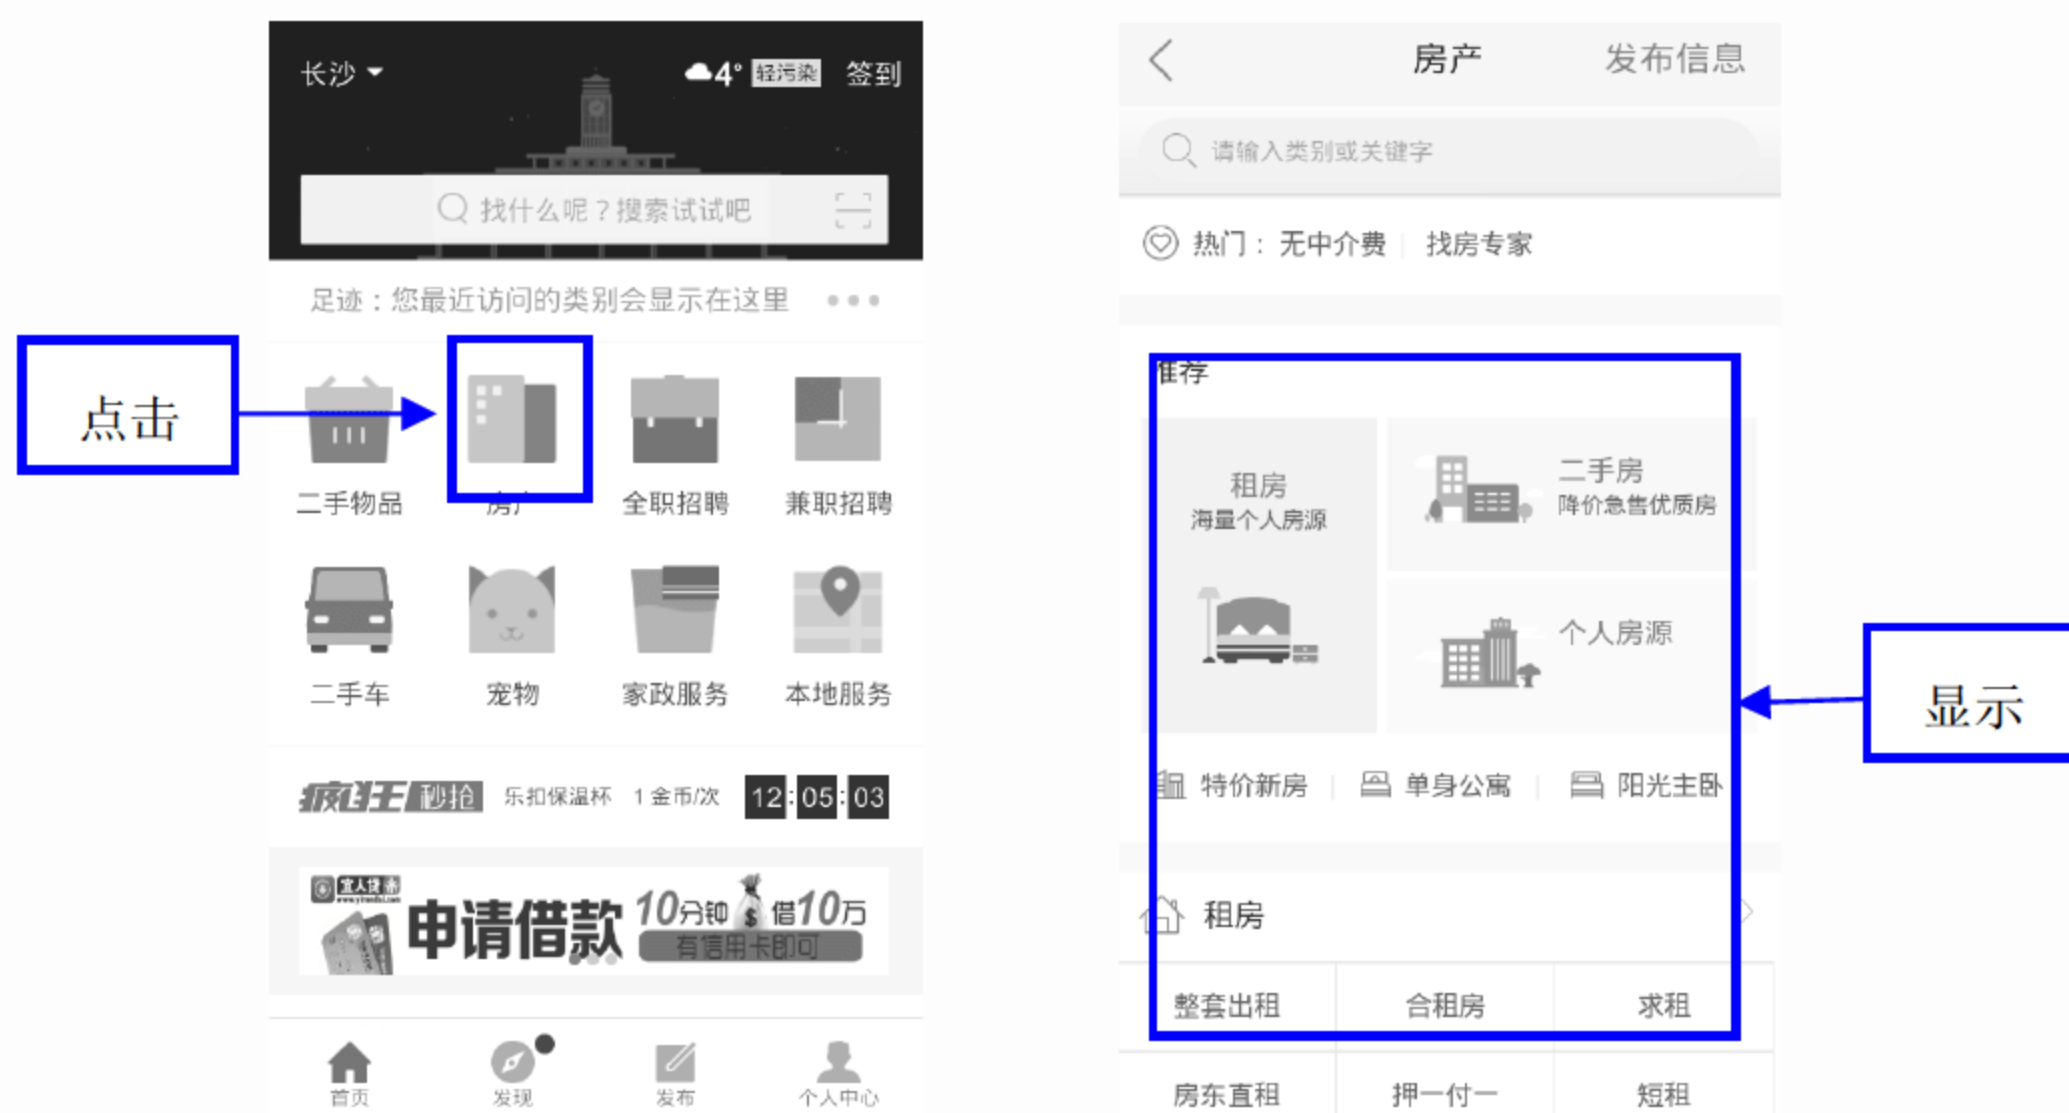 长沙
4° 轻污染 签到
找什么呢？搜索试试吧
足迹：您最近访问的类别会显示在这里
点击
二手物品 房产 全职招聘 兼职招聘
二手车 宠物 家政服务 本地服务
疯狂秒抢 乐扣保温杯 1金币/次 12:05:03
宜人贷
申请借款 10分钟 $ 借10万
有信用卡即可
首页 发现 发布 个人中心
房产 发布信息
请输入类别或关键字
热门：无中介费 找房专家
推荐
租房
海量个人房源
二手房
降价急售优质房
个人房源
显示
特价新房 单身公寓 阳光主卧
租房
整套出租 合租房 求租
房东直租 押一付一 短租